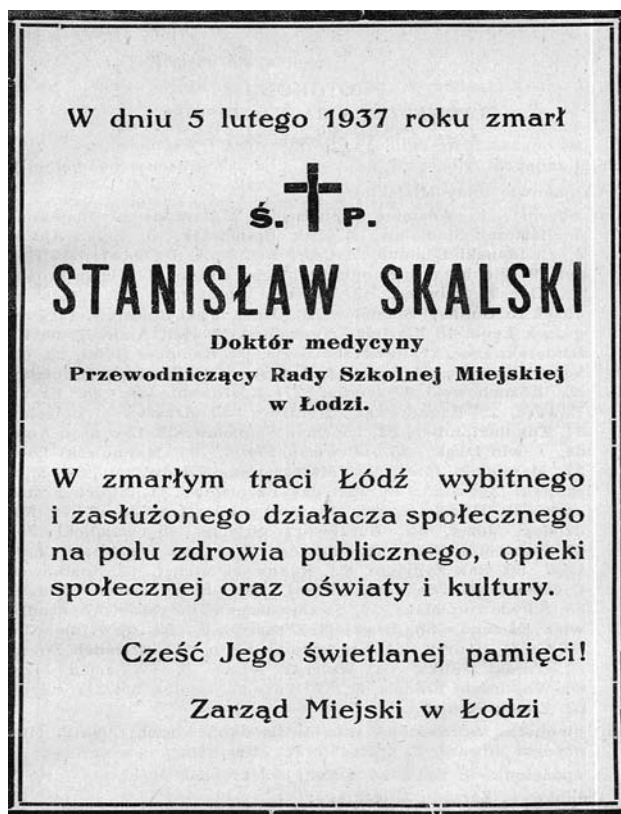 W dniu 5 lutego 1937 roku zmarł
Ś. P.
STANISŁAW SKALSKI
Doktór medycyny
Przewodniczący Rady Szkolnej Miejskiej
w Łodzi.
W zmarłym traci Łódź wybitnego
i zasłużonego działacza społecznego
na polu zdrowia publicznego, opieki
społecznej oraz oświaty i kultury.
Cześć Jego świetlanej pamięci!
Zarząd Miejski w Łodzi